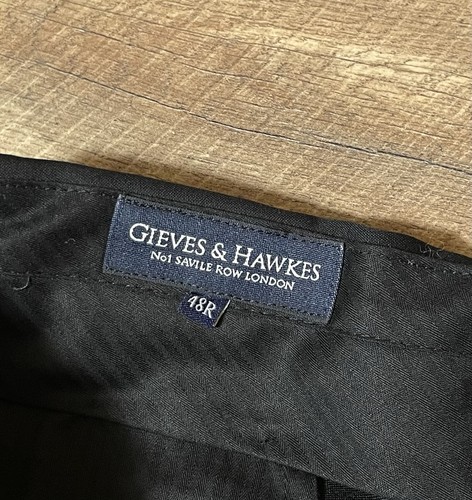 GIEVES & HAWKES
No1 SAVILE ROW LONDON
48R